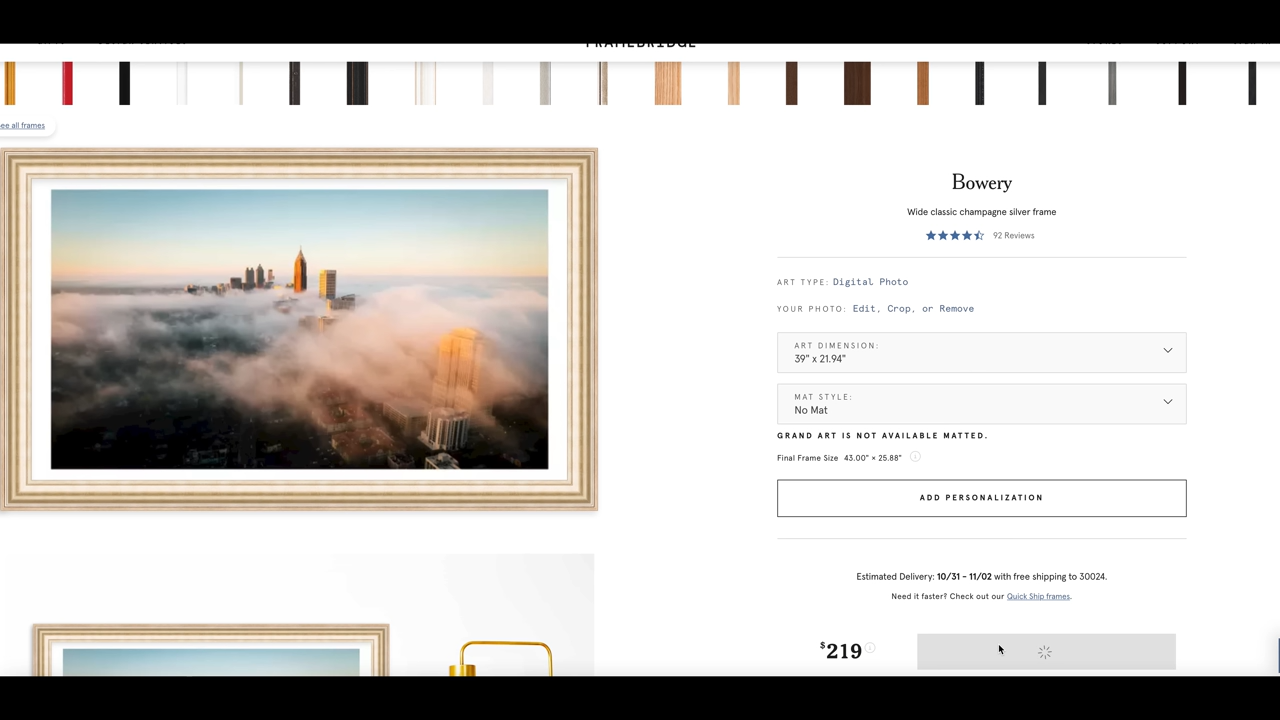 FRAMEBRIDGE
see all frames
Bowery
Wide classic champagne silver frame
92 Reviews
ART TYPE: Digital Photo
YOUR PHOTO: Edit, Crop, or Remove
ART DIMENSION:
39" x 21.94"
MAT STYLE:
No Mat
GRAND ART IS NOT AVAILABLE MATTED.
Final Frame Size 43.00" × 25.88"
ADD PERSONALIZATION
Estimated Delivery: 10/31 - 11/02 with free shipping to 30024.
Need it faster? Check out our Quick Ship frames.
$219